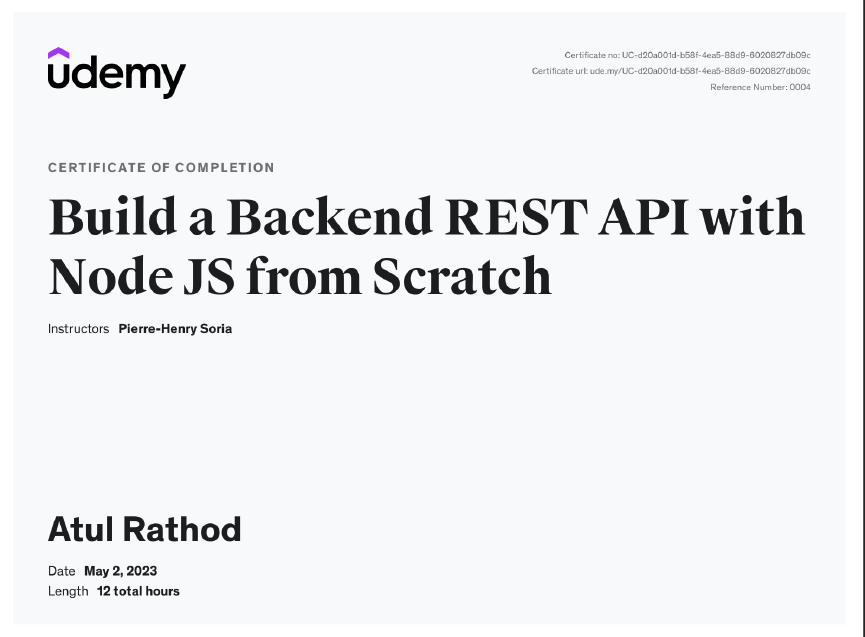 udemy
Certificate no: UC-d20a001d-b58f-4ea5-88d9-6020827db09c
Certificate url: ude.my/UC-d20a001d-b58f-4ea5-88d9-6020827db09c
Reference Number: 0004
CERTIFICATE OF COMPLETION
Build a Backend REST API with
Node JS from Scratch
Instructors Pierre-Henry Soria
Atul Rathod
Date May 2, 2023
Length 12 total hours